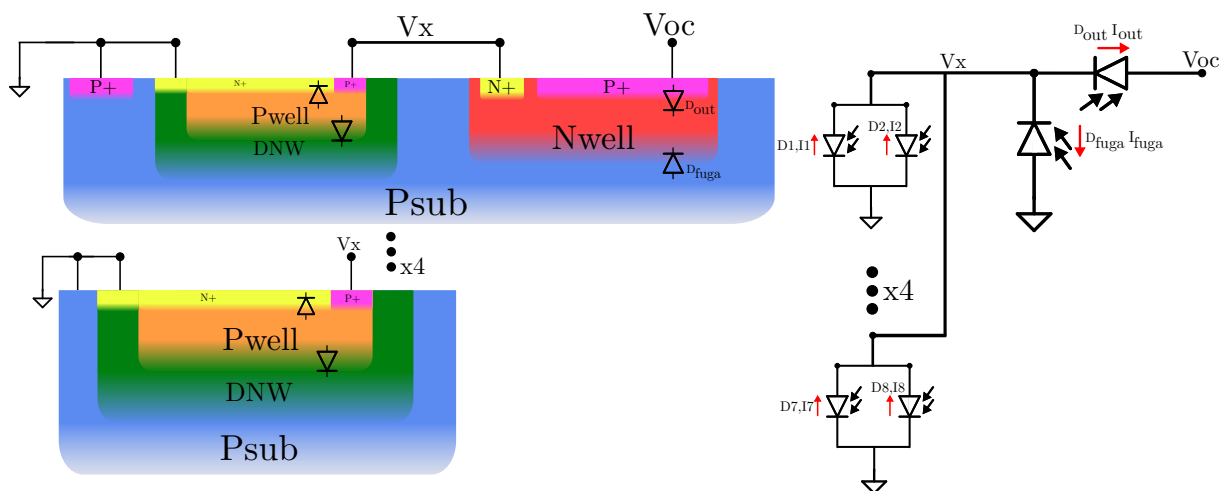 Vx
Voc
P+
N+
P+
N+
P+
Pwell
DNW
Dout
Nwell
Dfuga
Psub
x4
Vx
N+
P+
Pwell
DNW
Psub
Dout Iout
Vx
Voc
D1,I1
D2,I2
Dfuga Ifuga
x4
D7,I7
D8,I8